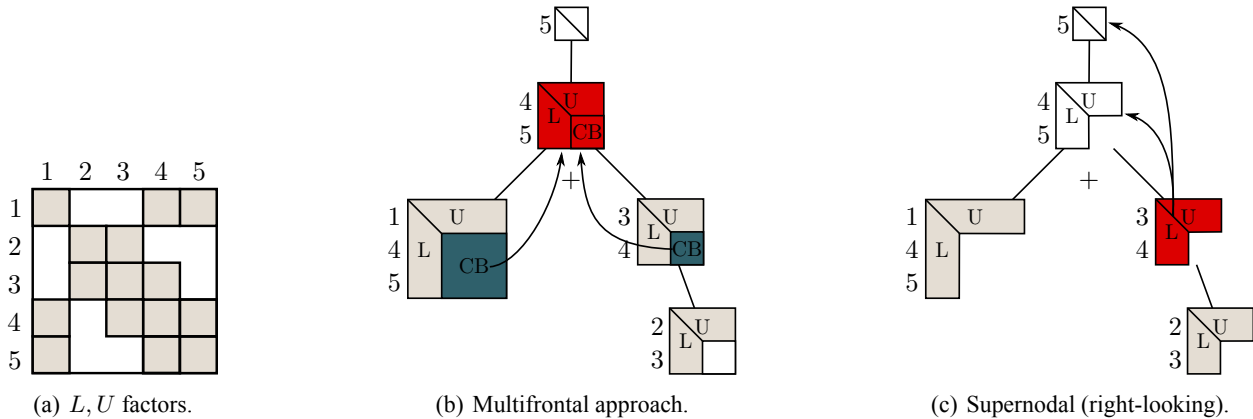 1 2 3 4 5
1
2
3
4
5
(a) L, U factors.
5
4 U
L
5 CB
+
1 U
4 L
CB
5
3 U
L
4 CB
2 U
L
3
(b) Multifrontal approach.
5
4 U
L
5
+
1 U
4 L
5
3 U
L
4
2 U
L
3
(c) Supernodal (right-looking).